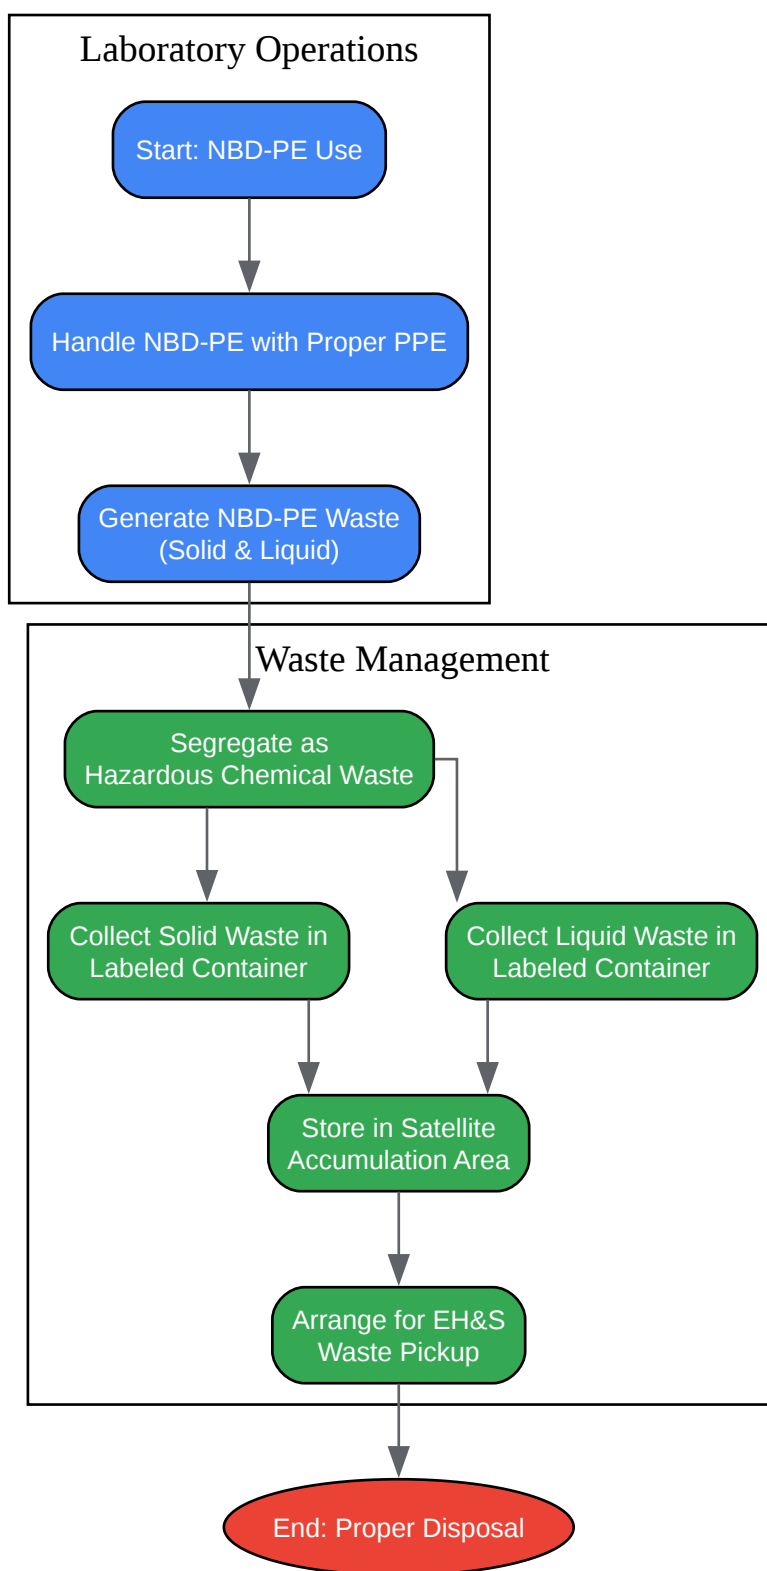 Laboratory Operations
Start: NBD-PE Use
Handle NBD-PE with Proper PPE
Generate NBD-PE Waste
(Solid & Liquid)
Waste Management
Segregate as
Hazardous Chemical Waste
Collect Solid Waste in
Labeled Container
Collect Liquid Waste in
Labeled Container
Store in Satellite
Accumulation Area
Arrange for EH&S
Waste Pickup
End: Proper Disposal